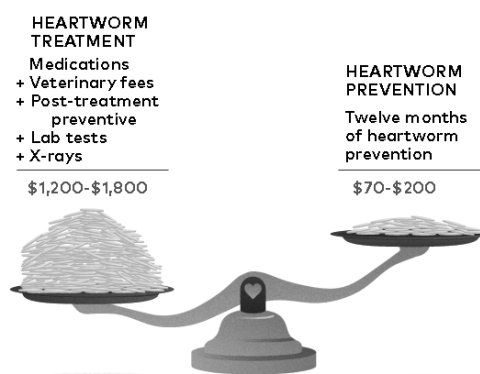 HEARTWORM
TREATMENT
Medications
+ Veterinary fees
+ Post-treatment
preventive
+ Lab tests
+ X-rays
$1,200-$1,800
HEARTWORM
PREVENTION
Twelve months
of heartworm
prevention
$70-$200